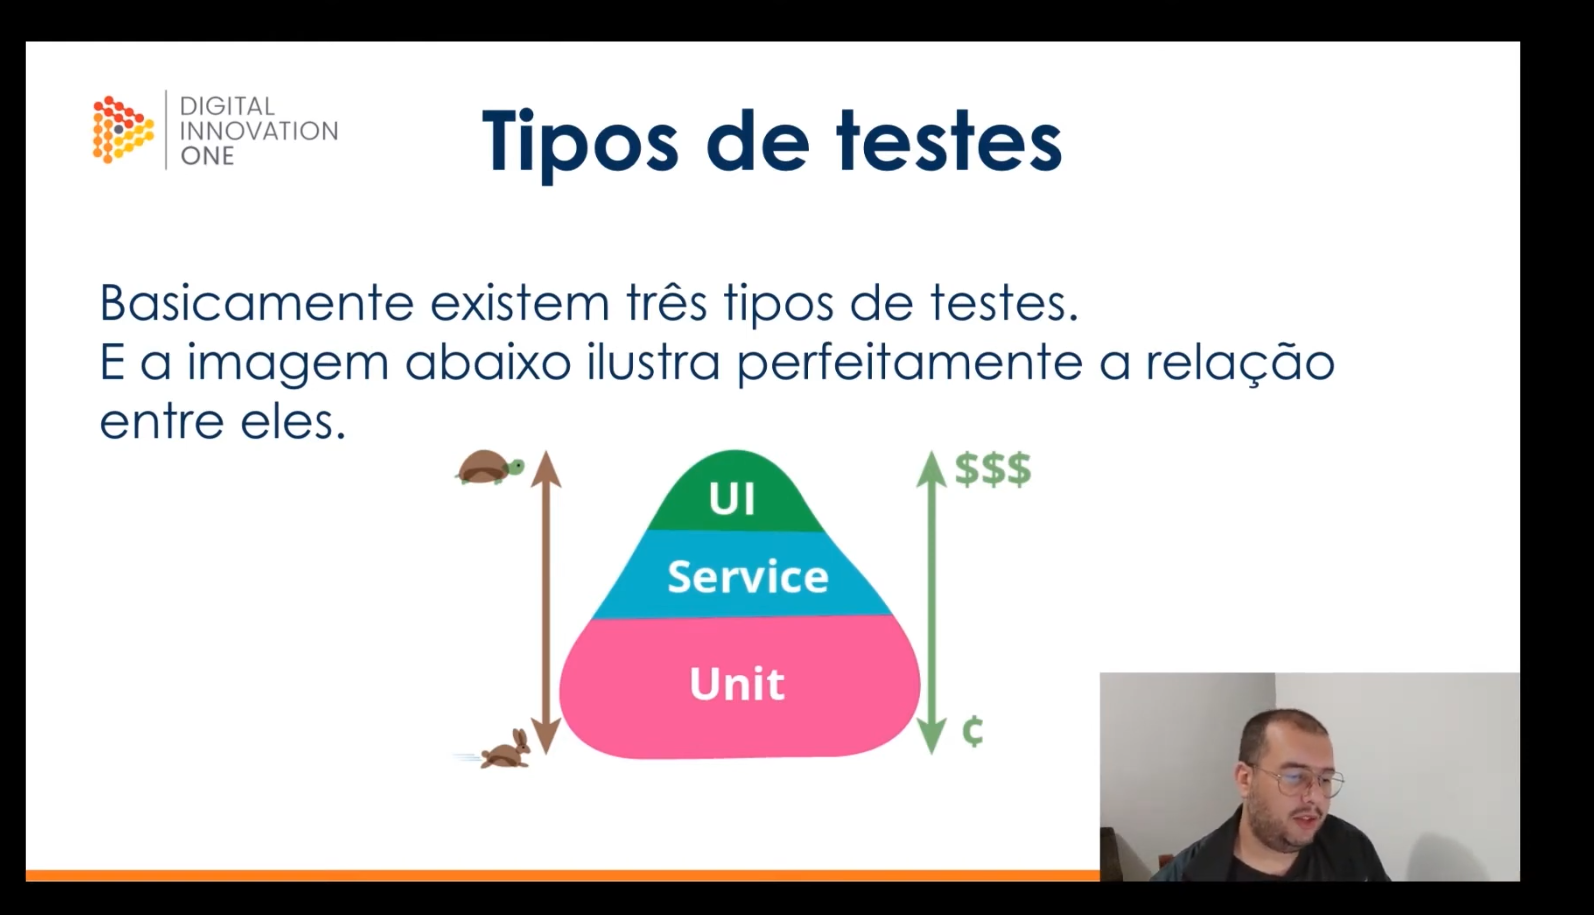 DIGITAL
INNOVATION
ONE
Tipos de testes
Basicamente existem três tipos de testes.
E a imagem abaixo ilustra perfeitamente a relação
entre eles.
$$$
UI
Service
Unit
¢